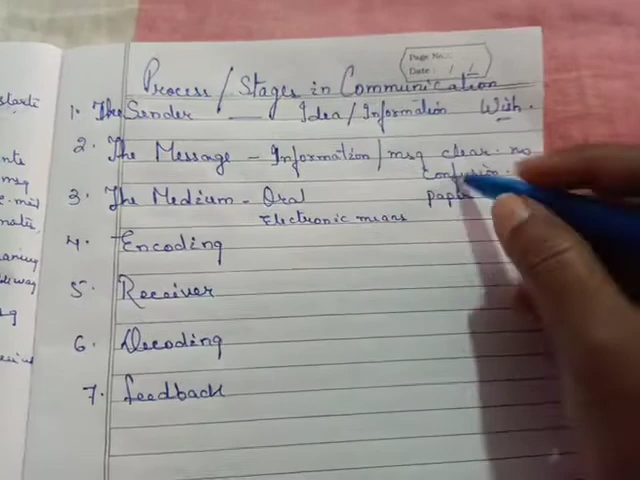 Page No.:
Date: / /
Process / Stages in Communication
1. The Sender — Idea / Information With.
2. The Message - Information / msg clear. no
confusion.
3. The Medium - Oral
Electronic means
4. Encoding
5. Receiver
6. Decoding
7. feedback
msg